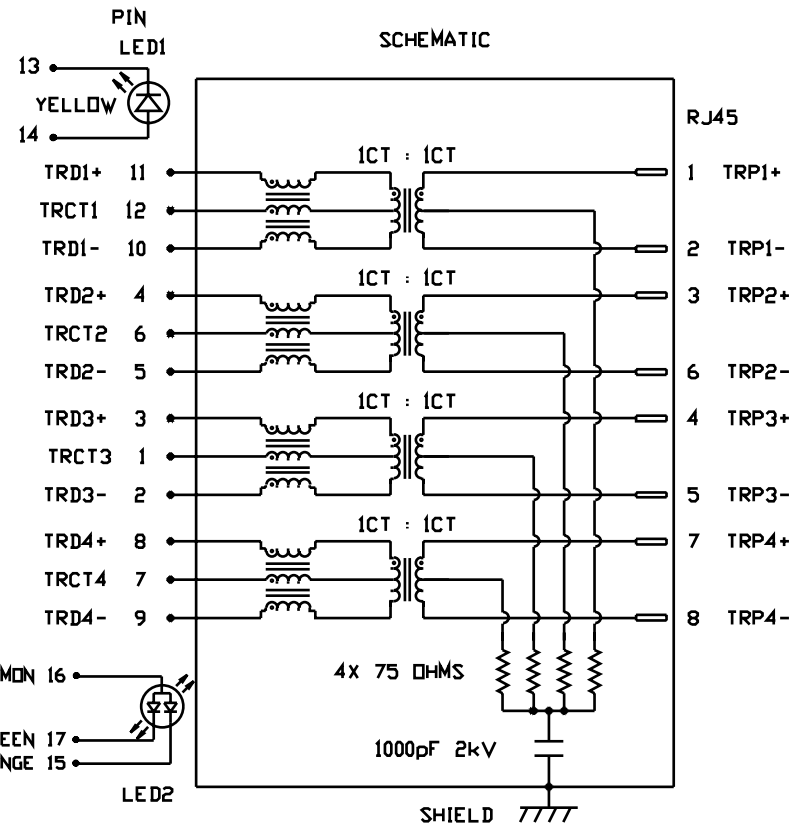 PIN
LED1
SCHEMATIC
13
YELLOW
14
RJ45
1CT : 1CT
TRD1+ 11 1 TRP1+
TRCT1 12
TRD1- 10 2 TRP1-
1CT : 1CT
TRD2+ 4 3 TRP2+
TRCT2 6
TRD2- 5 6 TRP2-
1CT : 1CT
TRD3+ 3 4 TRP3+
TRCT3 1
TRD3- 2 5 TRP3-
1CT : 1CT
TRD4+ 8 7 TRP4+
TRCT4 7
TRD4- 9 8 TRP4-
4X 75 OHMS
MON 16
EEN 17
NGE 15
1000pF 2kV
LED2
SHIELD